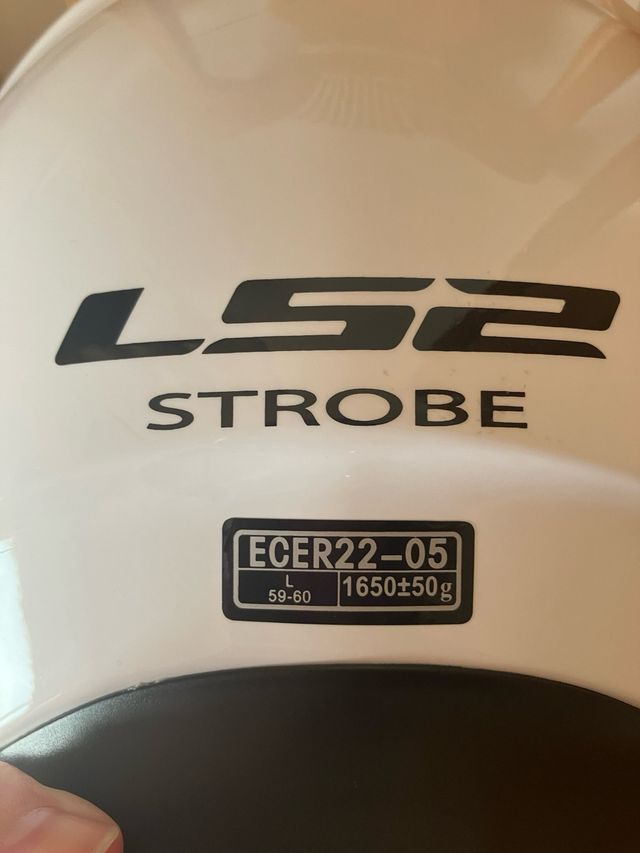 LS2
STROBE
ECER22-05
L
59-60
1650±50g